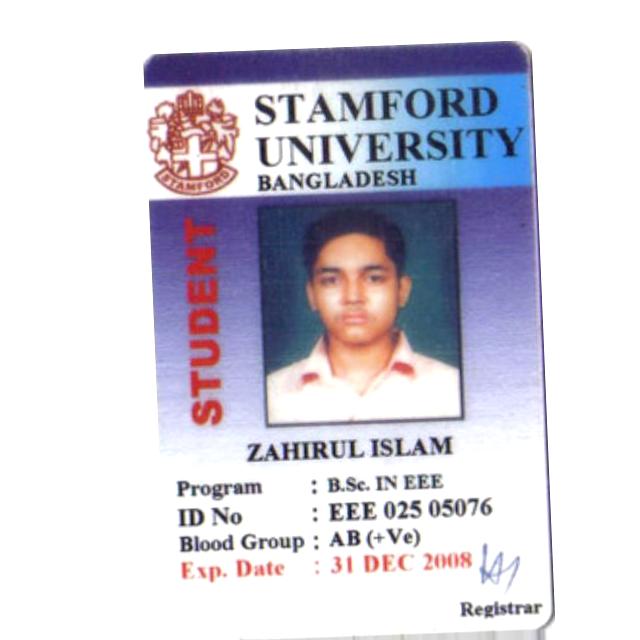 STAMFORD
UNIVERSITY
BANGLADESH
STAMFORD
STUDENT
ZAHIRUL ISLAM
Program : B.Sc. IN EEE
ID No : EEE 025 05076
Blood Group : AB (+Ve)
Exp. Date : 31 DEC 2008
Registrar